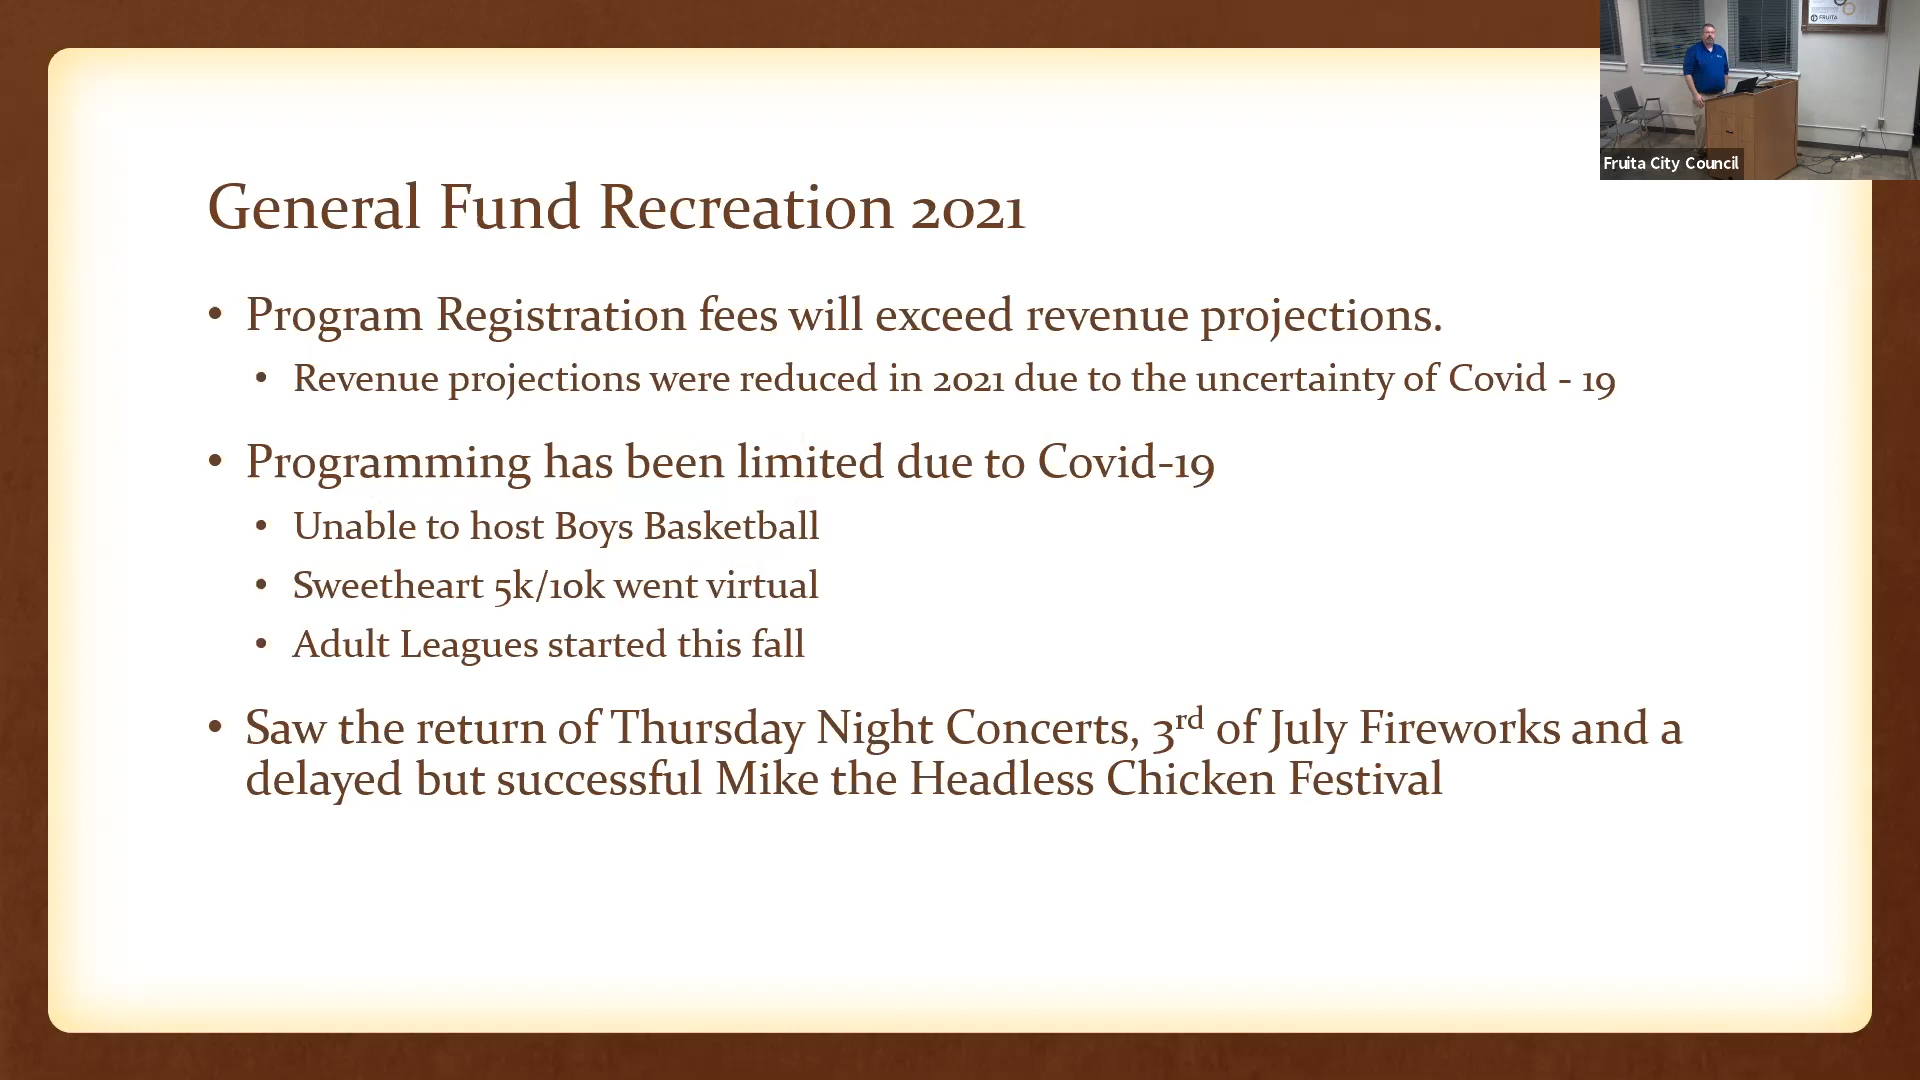 General Fund Recreation 2021
• Program Registration fees will exceed revenue projections.
• Revenue projections were reduced in 2021 due to the uncertainty of Covid - 19
• Programming has been limited due to Covid-19
• Unable to host Boys Basketball
• Sweetheart 5k/10k went virtual
• Adult Leagues started this fall
• Saw the return of Thursday Night Concerts, 3rd of July Fireworks and a
delayed but successful Mike the Headless Chicken Festival
FRUITA
Fruita City Council